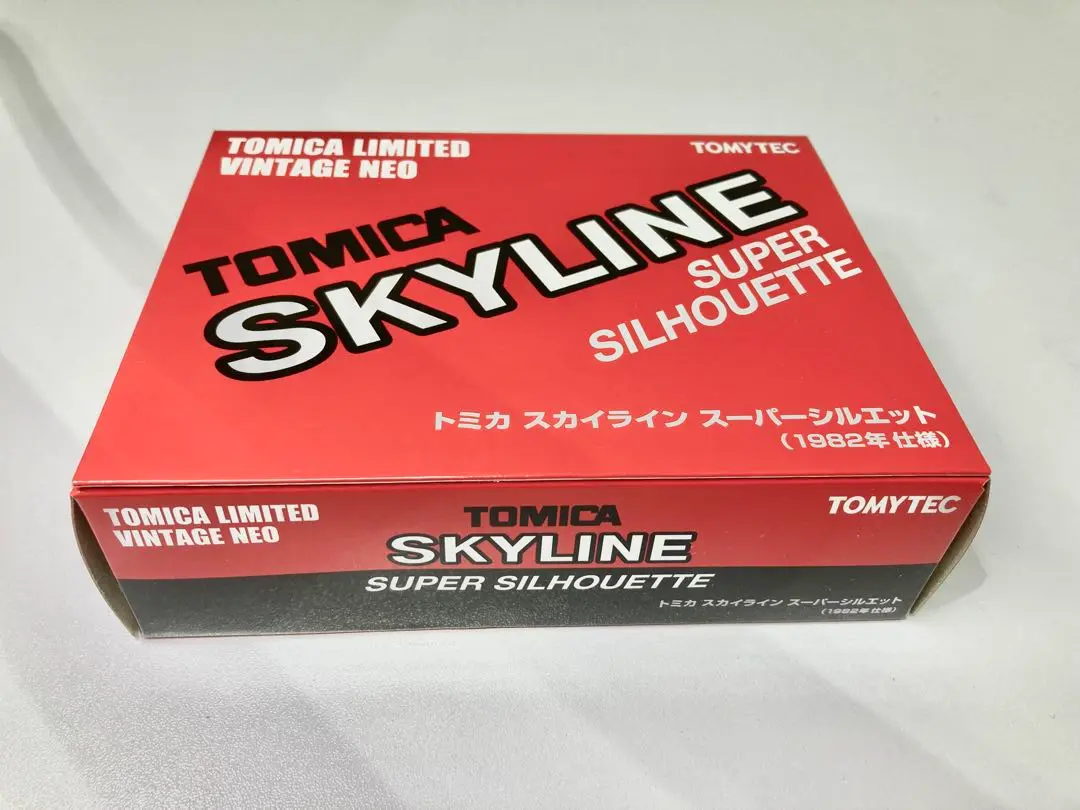 TOMICA LIMITED
VINTAGE NEO
TOMYTEC
TOMICA
SKYLINE
SUPER
SILHOUETTE
トミカ スカイライン スーパーシルエット
(1982年仕様)
TOMICA LIMITED
VINTAGE NEO
TOMICA
SKYLINE
SUPER SILHOUETTE
TOMYTEC
トミカ スカイライン スーパーシルエット
(1982年仕様)